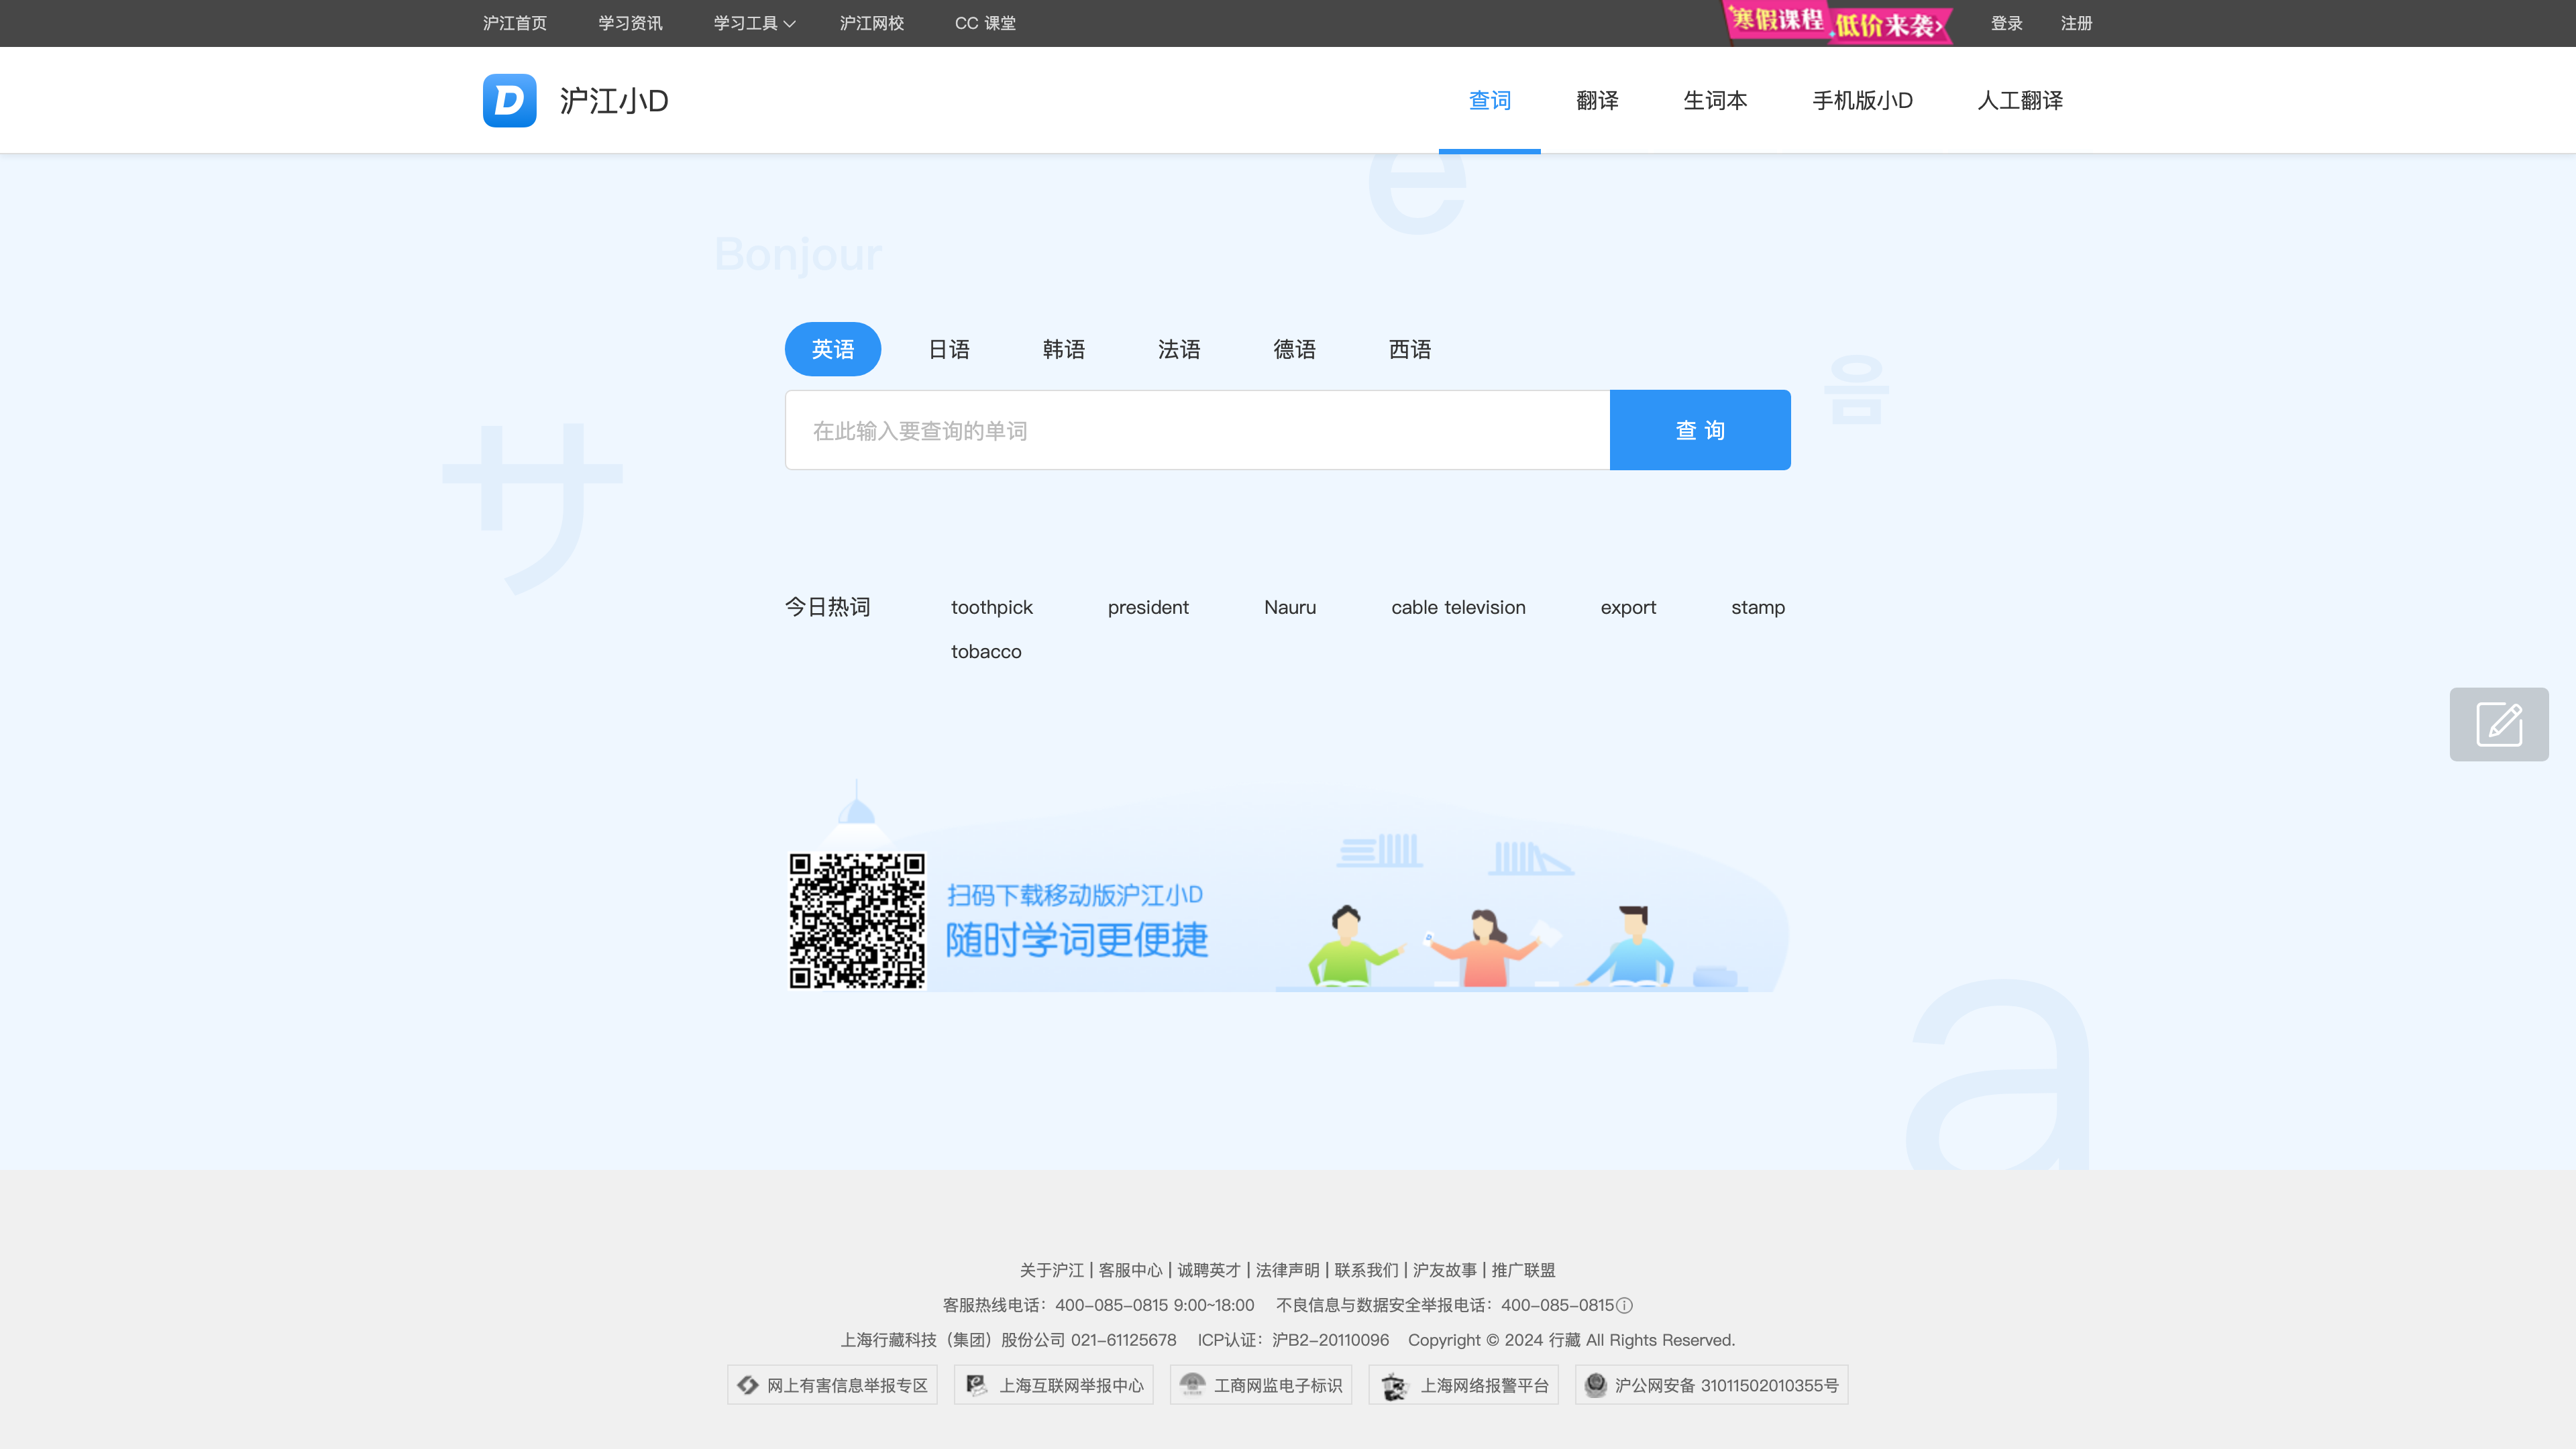 沪江首页 学习资讯 学习工具 沪江网校 CC 课堂 寒假课程 低价来袭 登录 注册
沪江小D 查词 翻译 生词本 手机版小D 人工翻译
e
Bonjour
英语 日语 韩语 法语 德语 西语
음
在此输入要查询的单词 查 询
サ
今日热词 toothpick president Nauru cable television export stamp
tobacco
扫码下载移动版沪江小D
随时学词更便捷
a
关于沪江 | 客服中心 | 诚聘英才 | 法律声明 | 联系我们 | 沪友故事 | 推广联盟
客服热线电话：400-085-0815 9:00~18:00 不良信息与数据安全举报电话：400-085-0815
上海行藏科技（集团）股份公司 021-61125678 ICP认证：沪B2-20110096 Copyright © 2024 行藏 All Rights Reserved.
网上有害信息举报专区 上海互联网举报中心 工商网监电子标识 上海网络报警平台 沪公网安备 31011502010355号